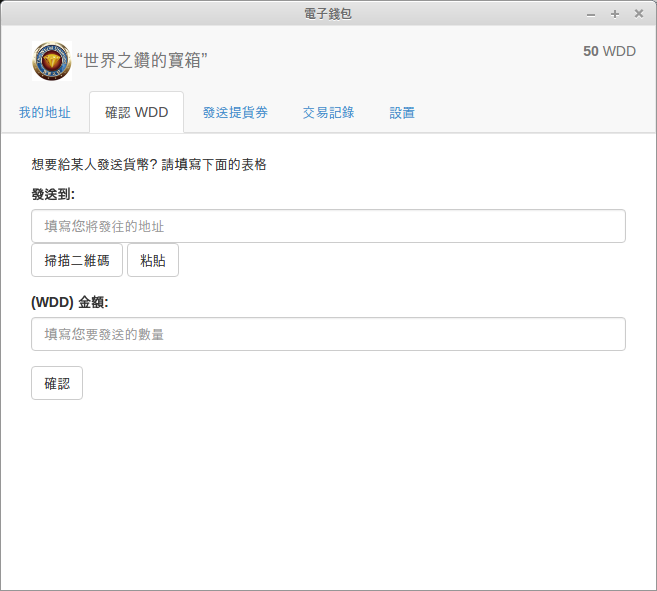 電子錢包
“世界之鑽的寶箱”
50 WDD
我的地址 確認 WDD 發送提貨券 交易記錄 設置
想要給某人發送貨幣? 請填寫下面的表格
發送到:
填寫您將發往的地址
掃描二維碼 粘貼
(WDD) 金額:
填寫您要發送的數量
確認